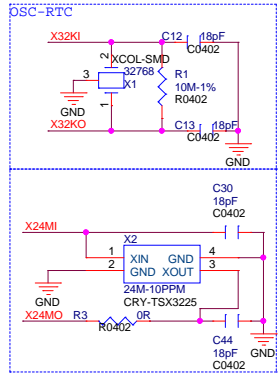 OSC-RTC
X32KI
C12
18pF
C0402
2
XCOL-SMD
32768
X1
3
GND
1
R1
10M-1%
R0402
X32KO
C13
18pF
C0402
GND
X24MI
C30
18pF
C0402
X2
1
XIN
GND
4
2
GND
XOUT
3
24M-10PPM
CRY-TSX3225
GND
X24MO
R3
0R
R0402
C44
18pF
C0402
GND